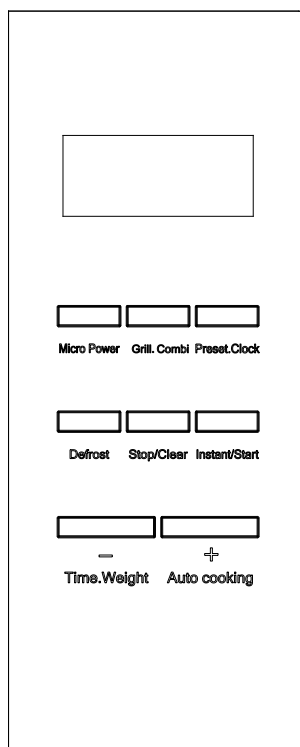 Micro Power Grill. Combi Preset.Clock
Defrost Stop/Clear Instant/Start
− +
Time.Weight Auto cooking